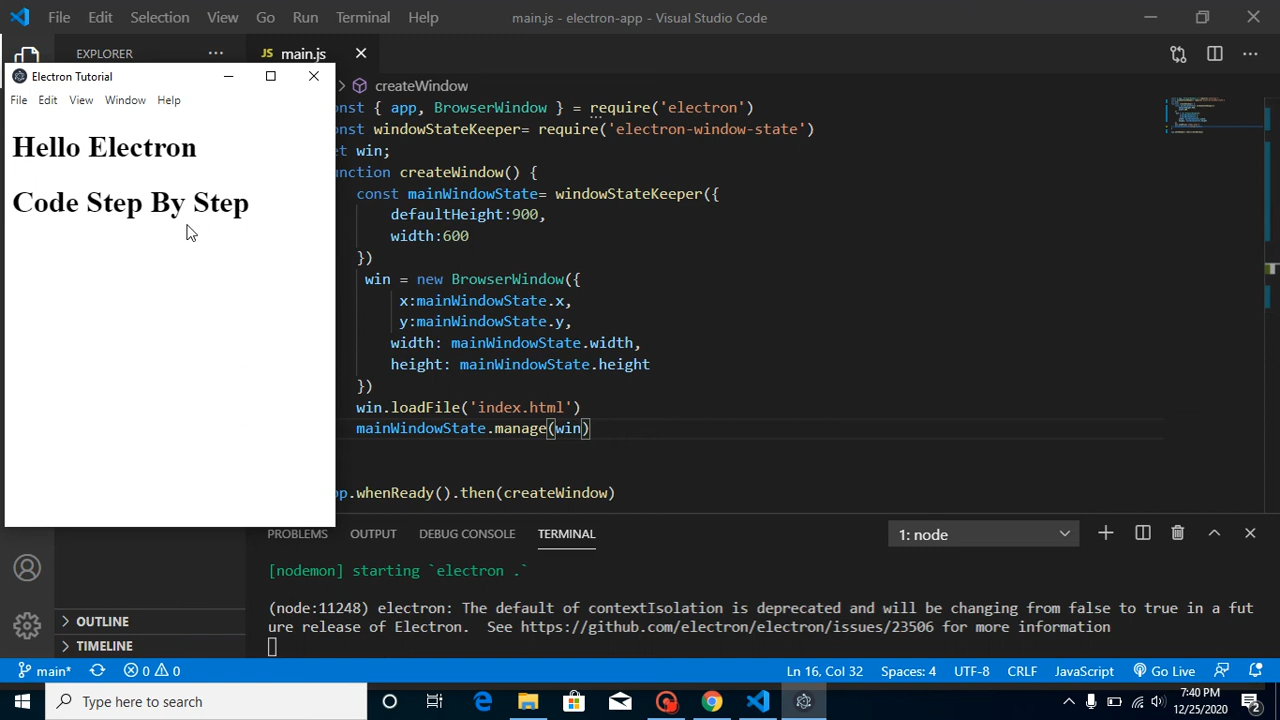 File Edit Selection View Go Run Terminal Help
main.js - electron-app - Visual Studio Code
EXPLORER
JS main.js
createWindow
Electron Tutorial
File Edit View Window Help
Hello Electron
Code Step By Step
onst { app, BrowserWindow } = require('electron')
onst windowStateKeeper= require('electron-window-state')
et win;
unction createWindow() {
const mainWindowState= windowStateKeeper({
defaultHeight:900,
width:600
})
win = new BrowserWindow({
x:mainWindowState.x,
y:mainWindowState.y,
width: mainWindowState.width,
height: mainWindowState.height
})
win.loadFile('index.html')
mainWindowState.manage(win)
pp.whenReady().then(createWindow)
PROBLEMS OUTPUT DEBUG CONSOLE TERMINAL
1: node
[nodemon] starting `electron .`
(node:11248) electron: The default of contextIsolation is deprecated and will be changing from false to true in a fut
ure release of Electron. See https://github.com/electron/electron/issues/23506 for more information
OUTLINE
TIMELINE
main* 0 0
Ln 16, Col 32 Spaces: 4 UTF-8 CRLF JavaScript Go Live
Type here to search
7:40 PM
12/25/2020
2